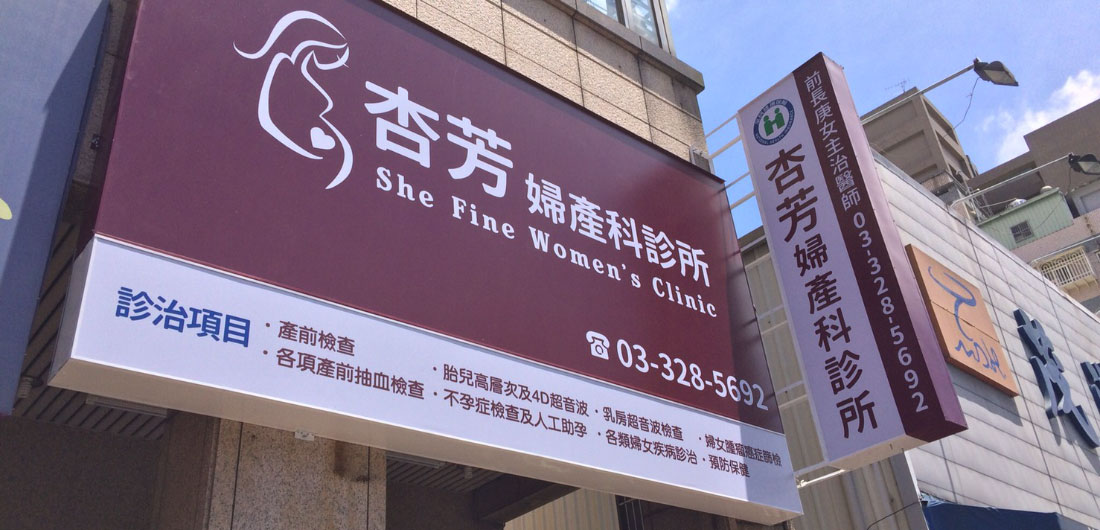 杏芳 婦產科診所
She Fine Women's Clinic
☎ 03-328-5692
診治項目
・產前檢查
・各項產前抽血檢查
・胎兒高層次及4D超音波
・不孕症檢查及人工助孕
・乳房超音波檢查
・各類婦女疾病診治
・婦女腫瘤癌症篩檢
・預防保健
前長庚女主治醫師 03-328-5692
杏芳婦產科診所
茂